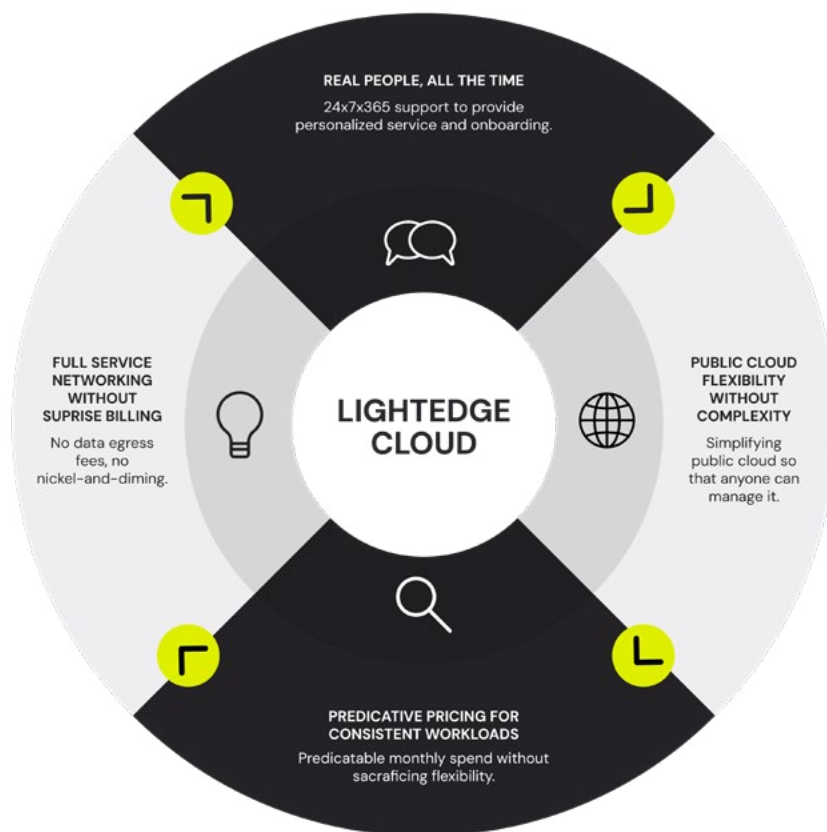 REAL PEOPLE, ALL THE TIME
24x7x365 support to provide
personalized service and onboarding.
FULL SERVICE
NETWORKING
WITHOUT
SUPRISE BILLING
No data egress
fees, no
nickel-and-diming.
LIGHTEDGE
CLOUD
PUBLIC CLOUD
FLEXIBILITY
WITHOUT
COMPLEXITY
Simplifying
public cloud so
that anyone can
manage it.
PREDICATIVE PRICING FOR
CONSISTENT WORKLOADS
Predicatable monthly spend without
sacraficing flexibility.